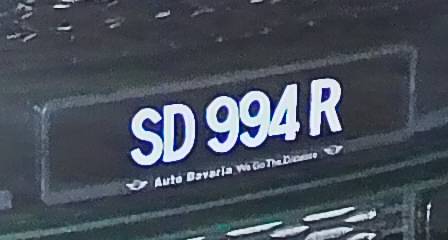 SD 994 R
Auto Bavaria We Go The Distance